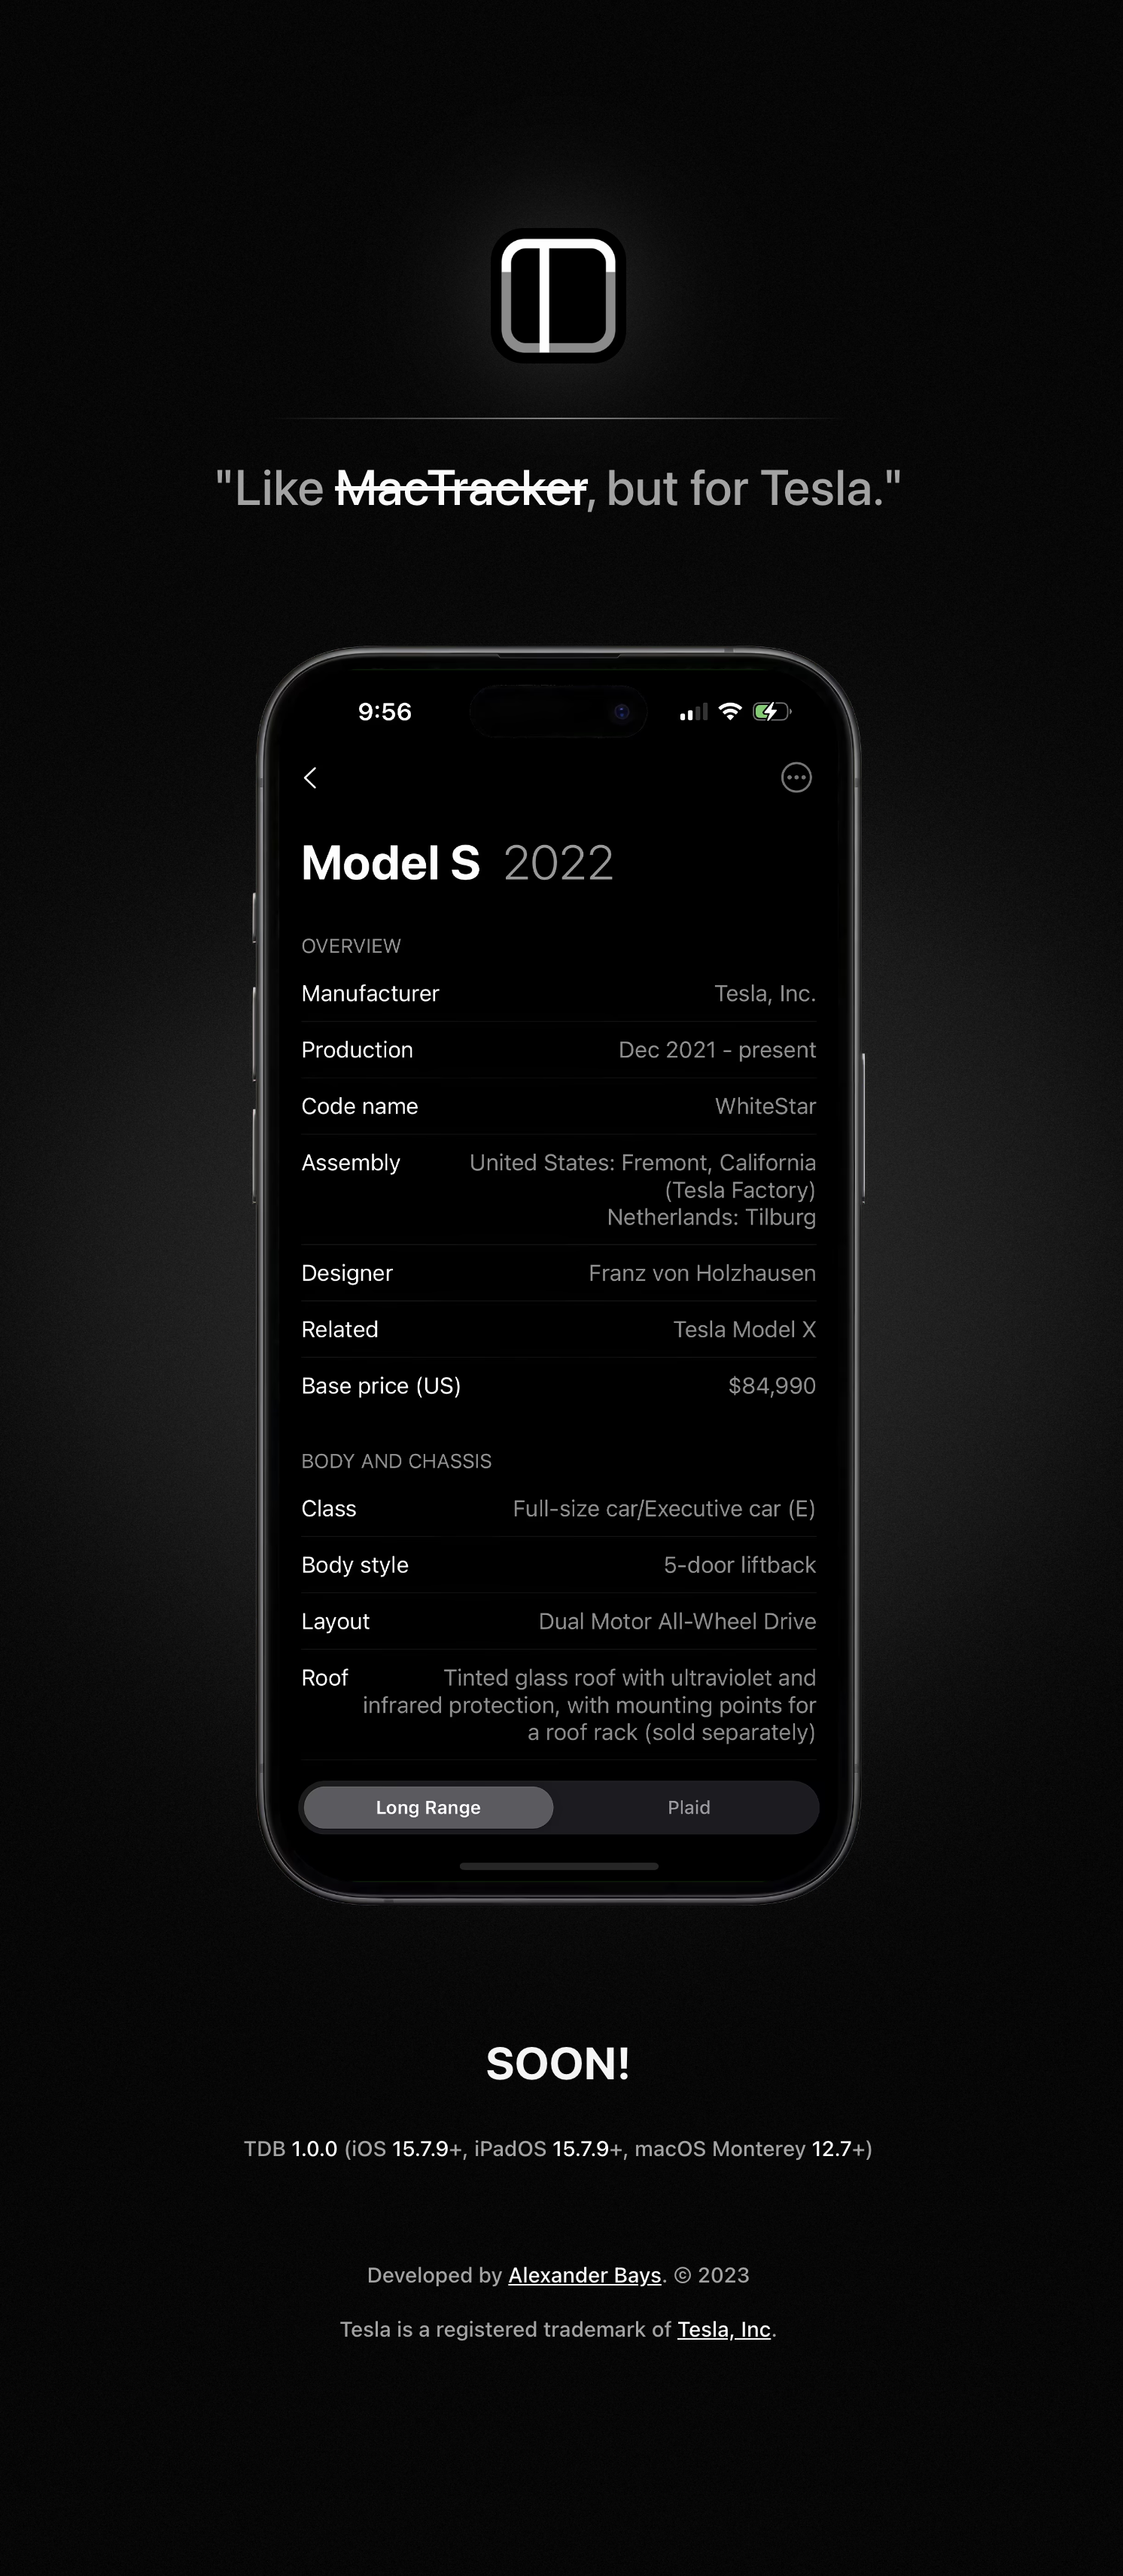 "Like MacTracker, but for Tesla."
9:56
Model S 2022
OVERVIEW
Manufacturer Tesla, Inc.
Production Dec 2021 - present
Code name WhiteStar
Assembly United States: Fremont, California
(Tesla Factory)
Netherlands: Tilburg
Designer Franz von Holzhausen
Related Tesla Model X
Base price (US) $84,990
BODY AND CHASSIS
Class Full-size car/Executive car (E)
Body style 5-door liftback
Layout Dual Motor All-Wheel Drive
Roof Tinted glass roof with ultraviolet and
infrared protection, with mounting points for
a roof rack (sold separately)
Long Range Plaid
SOON!
TDB 1.0.0 (iOS 15.7.9+, iPadOS 15.7.9+, macOS Monterey 12.7+)
Developed by Alexander Bays. © 2023
Tesla is a registered trademark of Tesla, Inc.